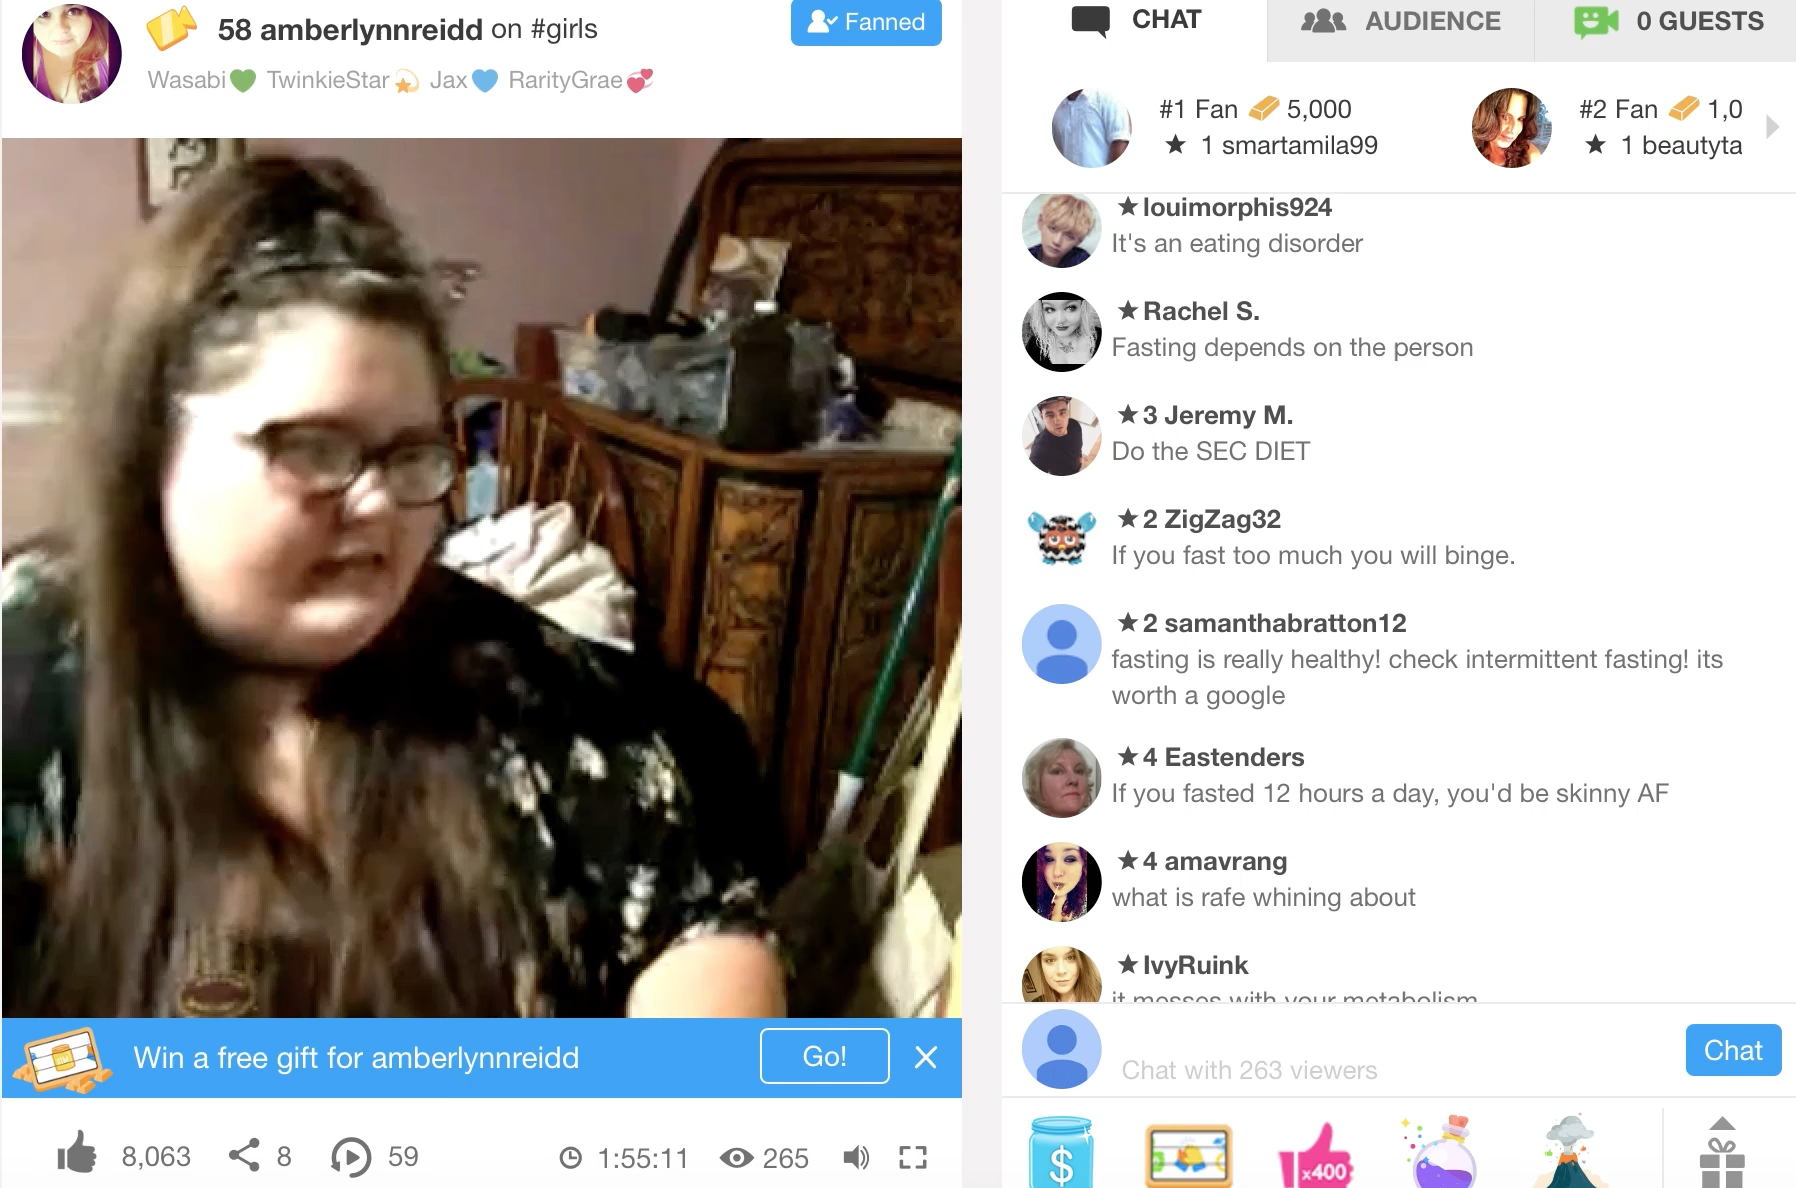 58 amberlynnreidd on #girls
Fanned
Wasabi💚 TwinkieStar💫 Jax💙 RarityGrae💞
Win a free gift for amberlynnreidd
Go!
8,063
8
59
1:55:11
265
CHAT
AUDIENCE
0 GUESTS
#1 Fan 5,000
★ 1 smartamila99
#2 Fan 1,0
★ 1 beautyta
★ louimorphis924
It's an eating disorder
★ Rachel S.
Fasting depends on the person
★ 3 Jeremy M.
Do the SEC DIET
★ 2 ZigZag32
If you fast too much you will binge.
★ 2 samanthabratton12
fasting is really healthy! check intermittent fasting! its
worth a google
★ 4 Eastenders
If you fasted 12 hours a day, you'd be skinny AF
★ 4 amavrang
what is rafe whining about
★ IvyRuink
it messes with your metabolism
Chat with 263 viewers
Chat
$
x400